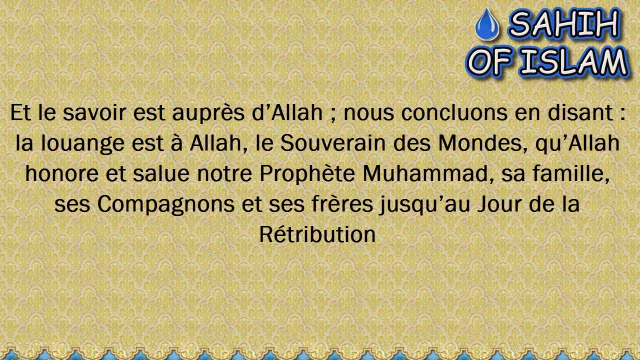 SAHIH
OF ISLAM
Et le savoir est auprès d’Allah ; nous concluons en disant :
la louange est à Allah, le Souverain des Mondes, qu’Allah
honore et salue notre Prophète Muhammad, sa famille,
ses Compagnons et ses frères jusqu’au Jour de la
Rétribution